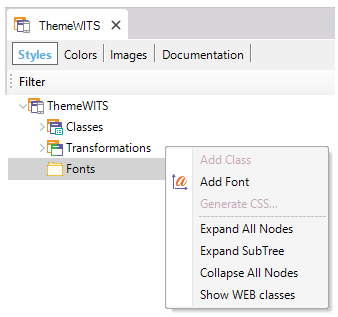 ThemeWITS
Styles Colors Images Documentation
Filter
ThemeWITS
Classes
Transformations
Fonts
Add Class
Add Font
Generate CSS...
Expand All Nodes
Expand SubTree
Collapse All Nodes
Show WEB classes